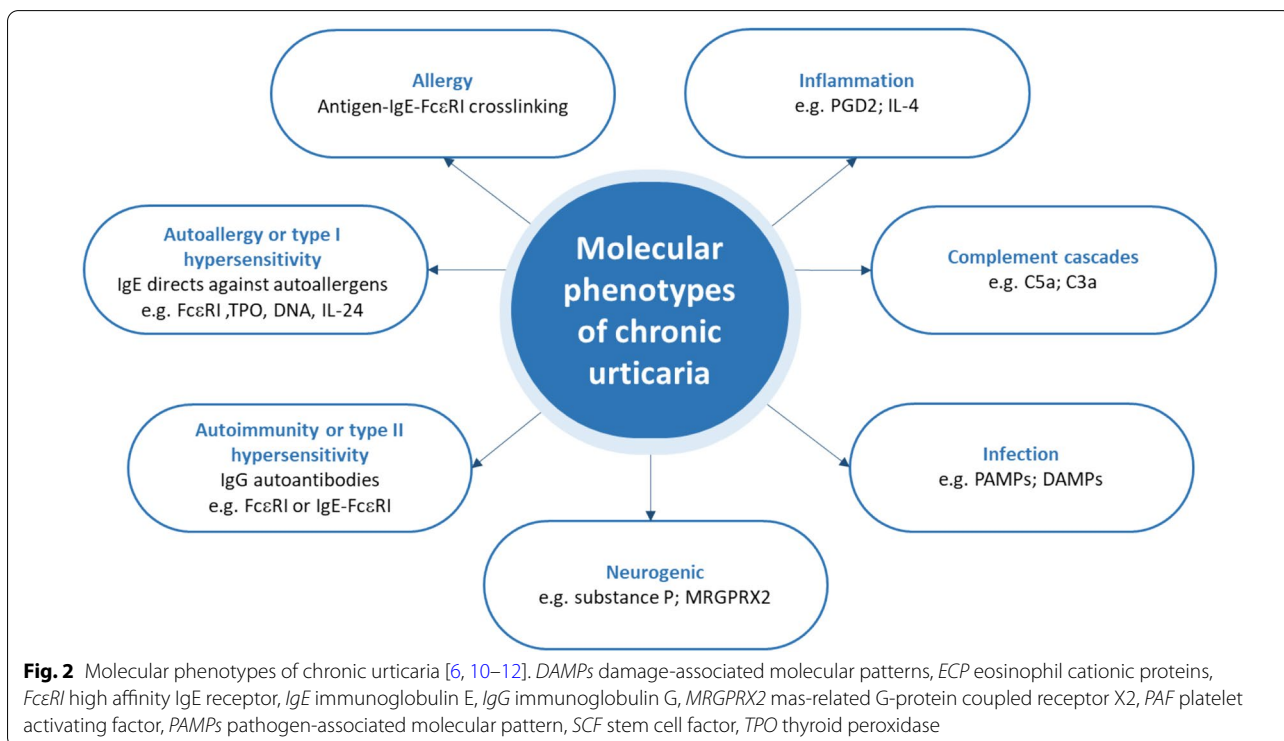 Allergy
Antigen-IgE-FcεRI crosslinking
Inflammation
e.g. PGD2; IL-4
Autoallergy or type I
hypersensitivity
IgE directs against autoallergens
e.g. FcεRI ,TPO, DNA, IL-24
Molecular
phenotypes
of chronic
urticaria
Complement cascades
e.g. C5a; C3a
Autoimmunity or type II
hypersensitivity
IgG autoantibodies
e.g. FcεRI or IgE-FcεRI
Infection
e.g. PAMPs; DAMPs
Neurogenic
e.g. substance P; MRGPRX2
Fig. 2 Molecular phenotypes of chronic urticaria [6, 10–12]. DAMPs damage-associated molecular patterns, ECP eosinophil cationic proteins,
FcεRI high affinity IgE receptor, IgE immunoglobulin E, IgG immunoglobulin G, MRGPRX2 mas-related G-protein coupled receptor X2, PAF platelet
activating factor, PAMPs pathogen-associated molecular pattern, SCF stem cell factor, TPO thyroid peroxidase